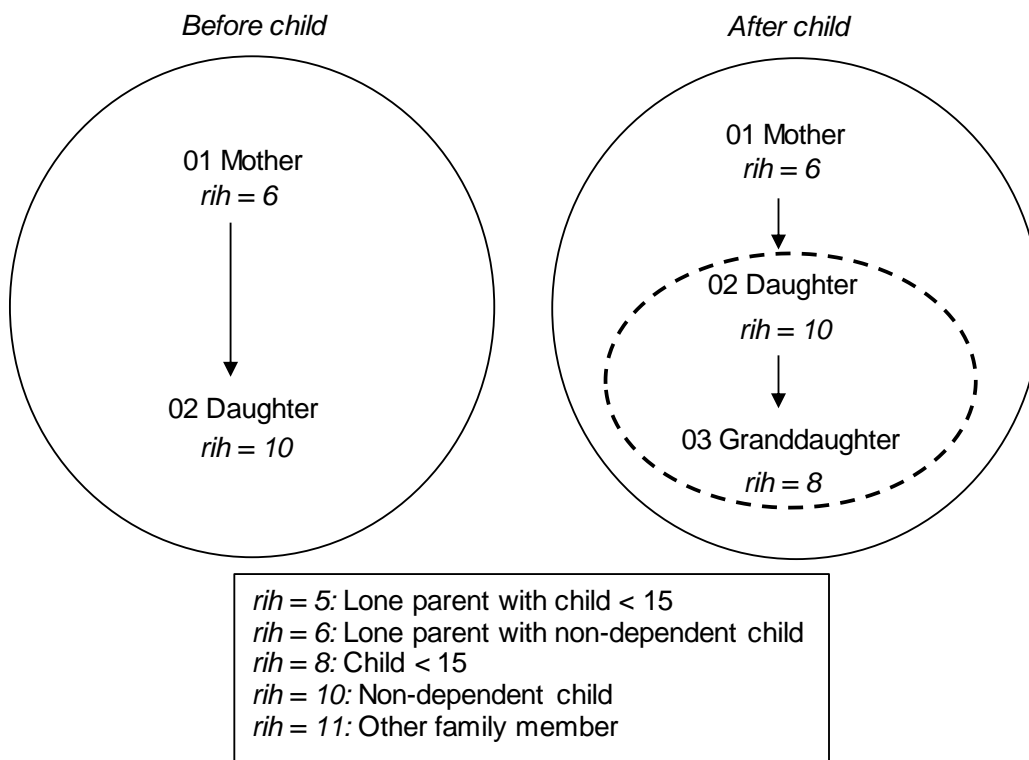 Before child
01 Mother
rih = 6
02 Daughter
rih = 10
After child
01 Mother
rih = 6
02 Daughter
rih = 10
03 Granddaughter
rih = 8
rih = 5: Lone parent with child < 15
rih = 6: Lone parent with non-dependent child
rih = 8: Child < 15
rih = 10: Non-dependent child
rih = 11: Other family member